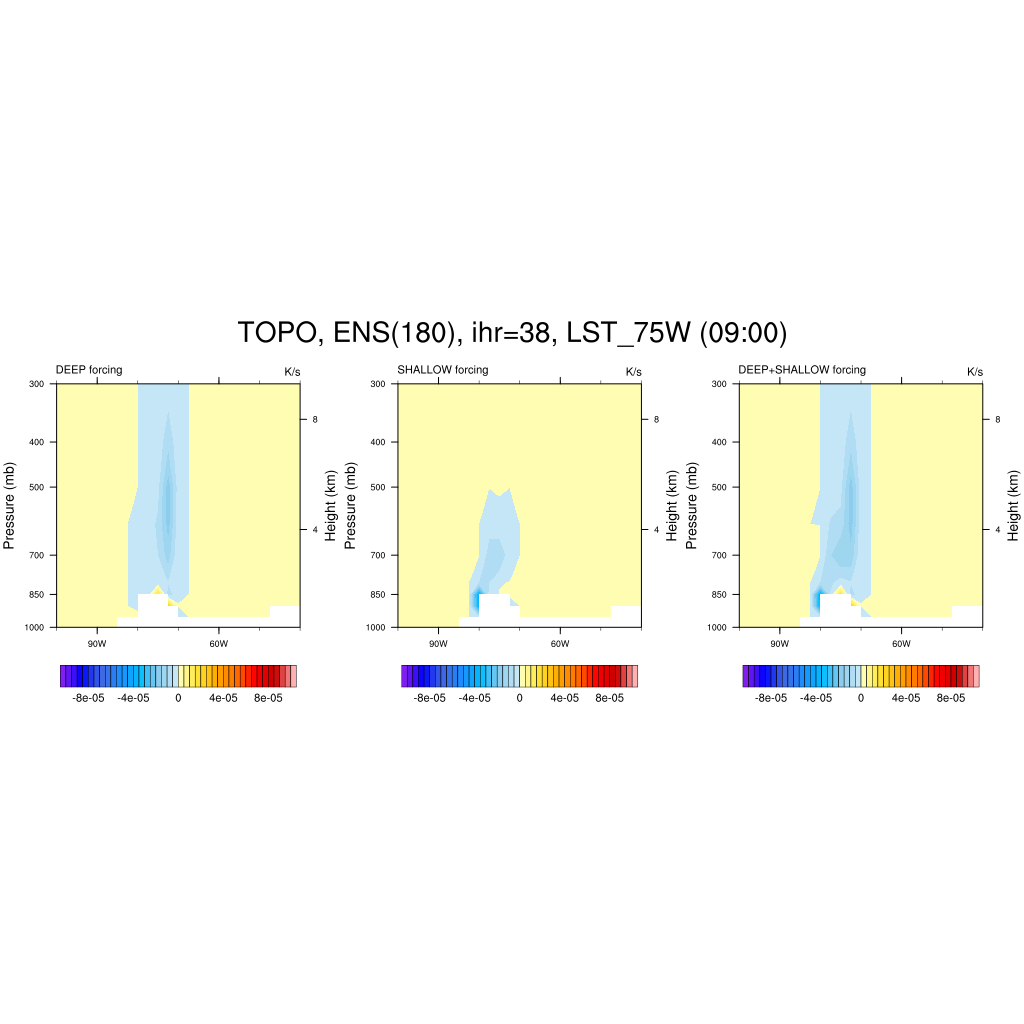 TOPO, ENS(180), ihr=38, LST_75W (09:00)
DEEP forcing
K/s
300
400
500
700
850
1000
Pressure (mb)
8
4
Height (km)
90W
60W
-8e-05 -4e-05 0 4e-05 8e-05
SHALLOW forcing
K/s
300
400
500
700
850
1000
Pressure (mb)
8
4
Height (km)
90W
60W
-8e-05 -4e-05 0 4e-05 8e-05
DEEP+SHALLOW forcing
K/s
300
400
500
700
850
1000
Pressure (mb)
8
4
Height (km)
90W
60W
-8e-05 -4e-05 0 4e-05 8e-05